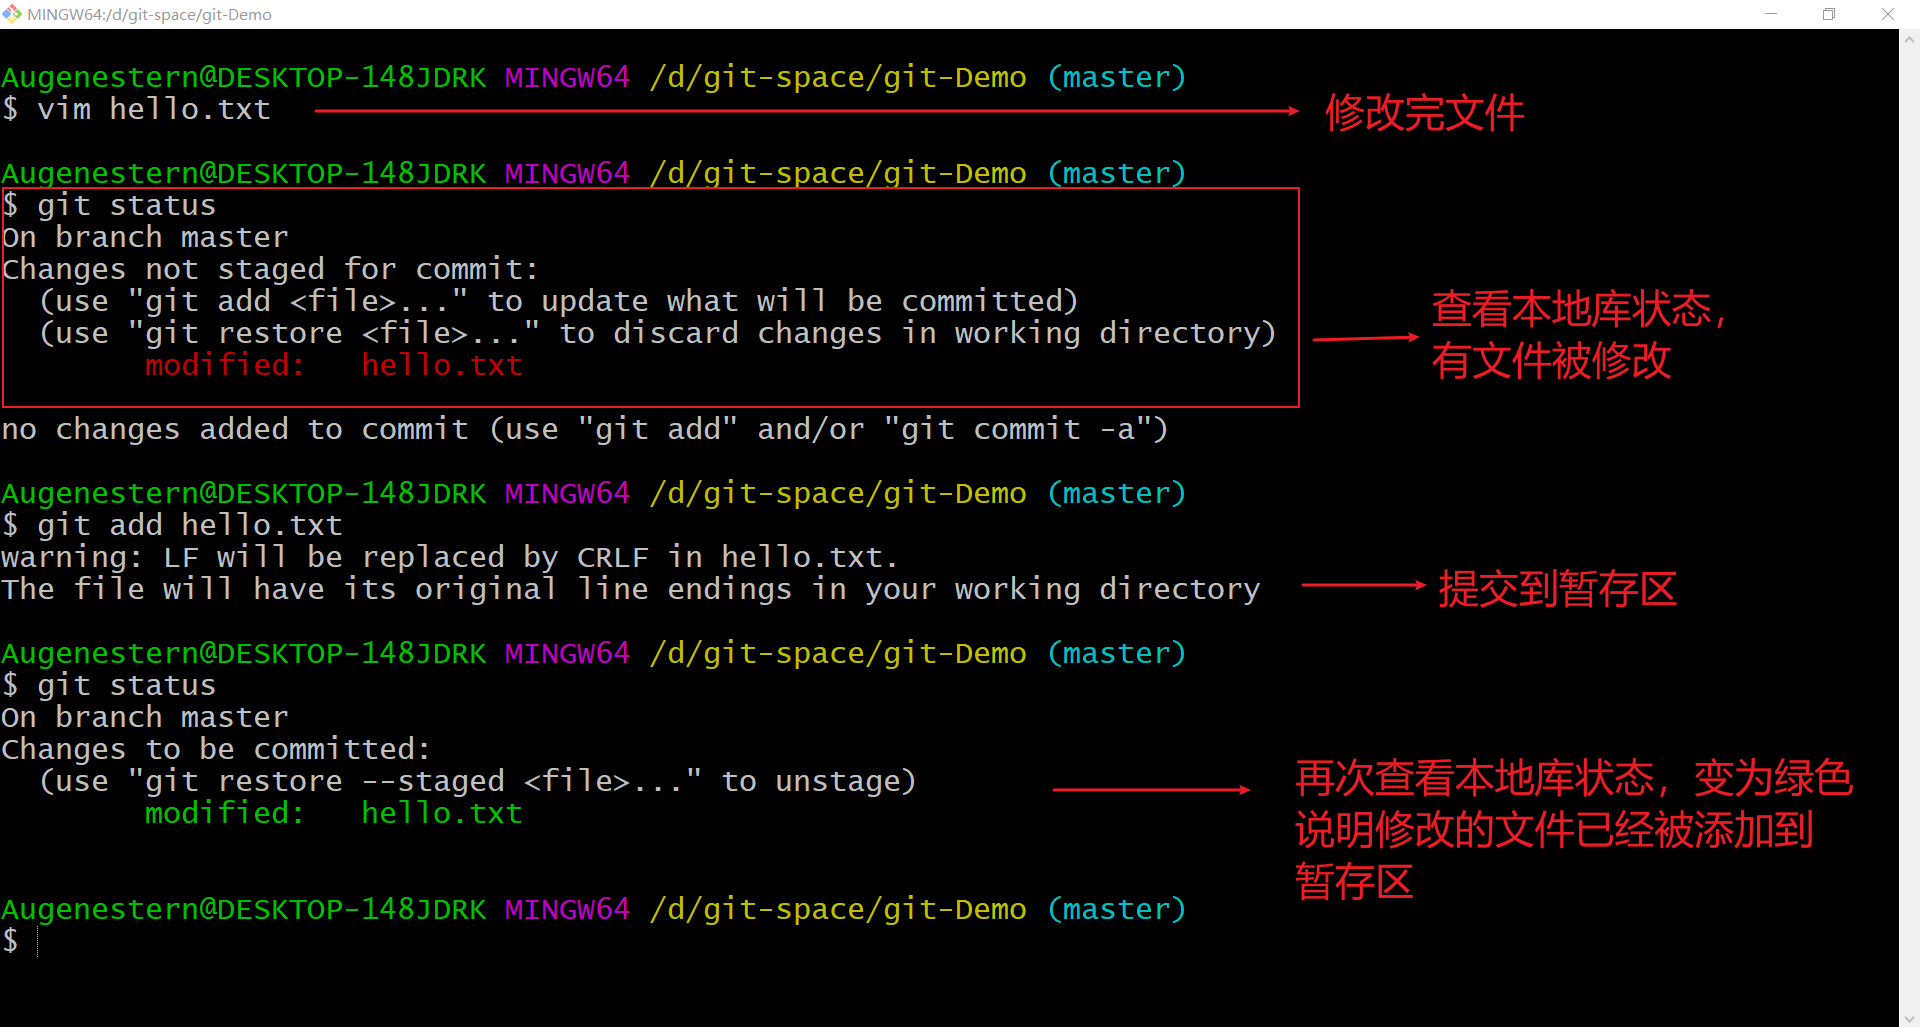 MINGW64:/d/git-space/git-Demo
Augenestern@DESKTOP-148JDRK MINGW64 /d/git-space/git-Demo (master)
$ vim hello.txt
修改完文件
Augenestern@DESKTOP-148JDRK MINGW64 /d/git-space/git-Demo (master)
$ git status
On branch master
Changes not staged for commit:
  (use "git add <file>..." to update what will be committed)
  (use "git restore <file>..." to discard changes in working directory)
        modified:   hello.txt
查看本地库状态，
有文件被修改
no changes added to commit (use "git add" and/or "git commit -a")
Augenestern@DESKTOP-148JDRK MINGW64 /d/git-space/git-Demo (master)
$ git add hello.txt
warning: LF will be replaced by CRLF in hello.txt.
The file will have its original line endings in your working directory
提交到暂存区
Augenestern@DESKTOP-148JDRK MINGW64 /d/git-space/git-Demo (master)
$ git status
On branch master
Changes to be committed:
  (use "git restore --staged <file>..." to unstage)
        modified:   hello.txt
再次查看本地库状态，变为绿色
说明修改的文件已经被添加到
暂存区
Augenestern@DESKTOP-148JDRK MINGW64 /d/git-space/git-Demo (master)
$